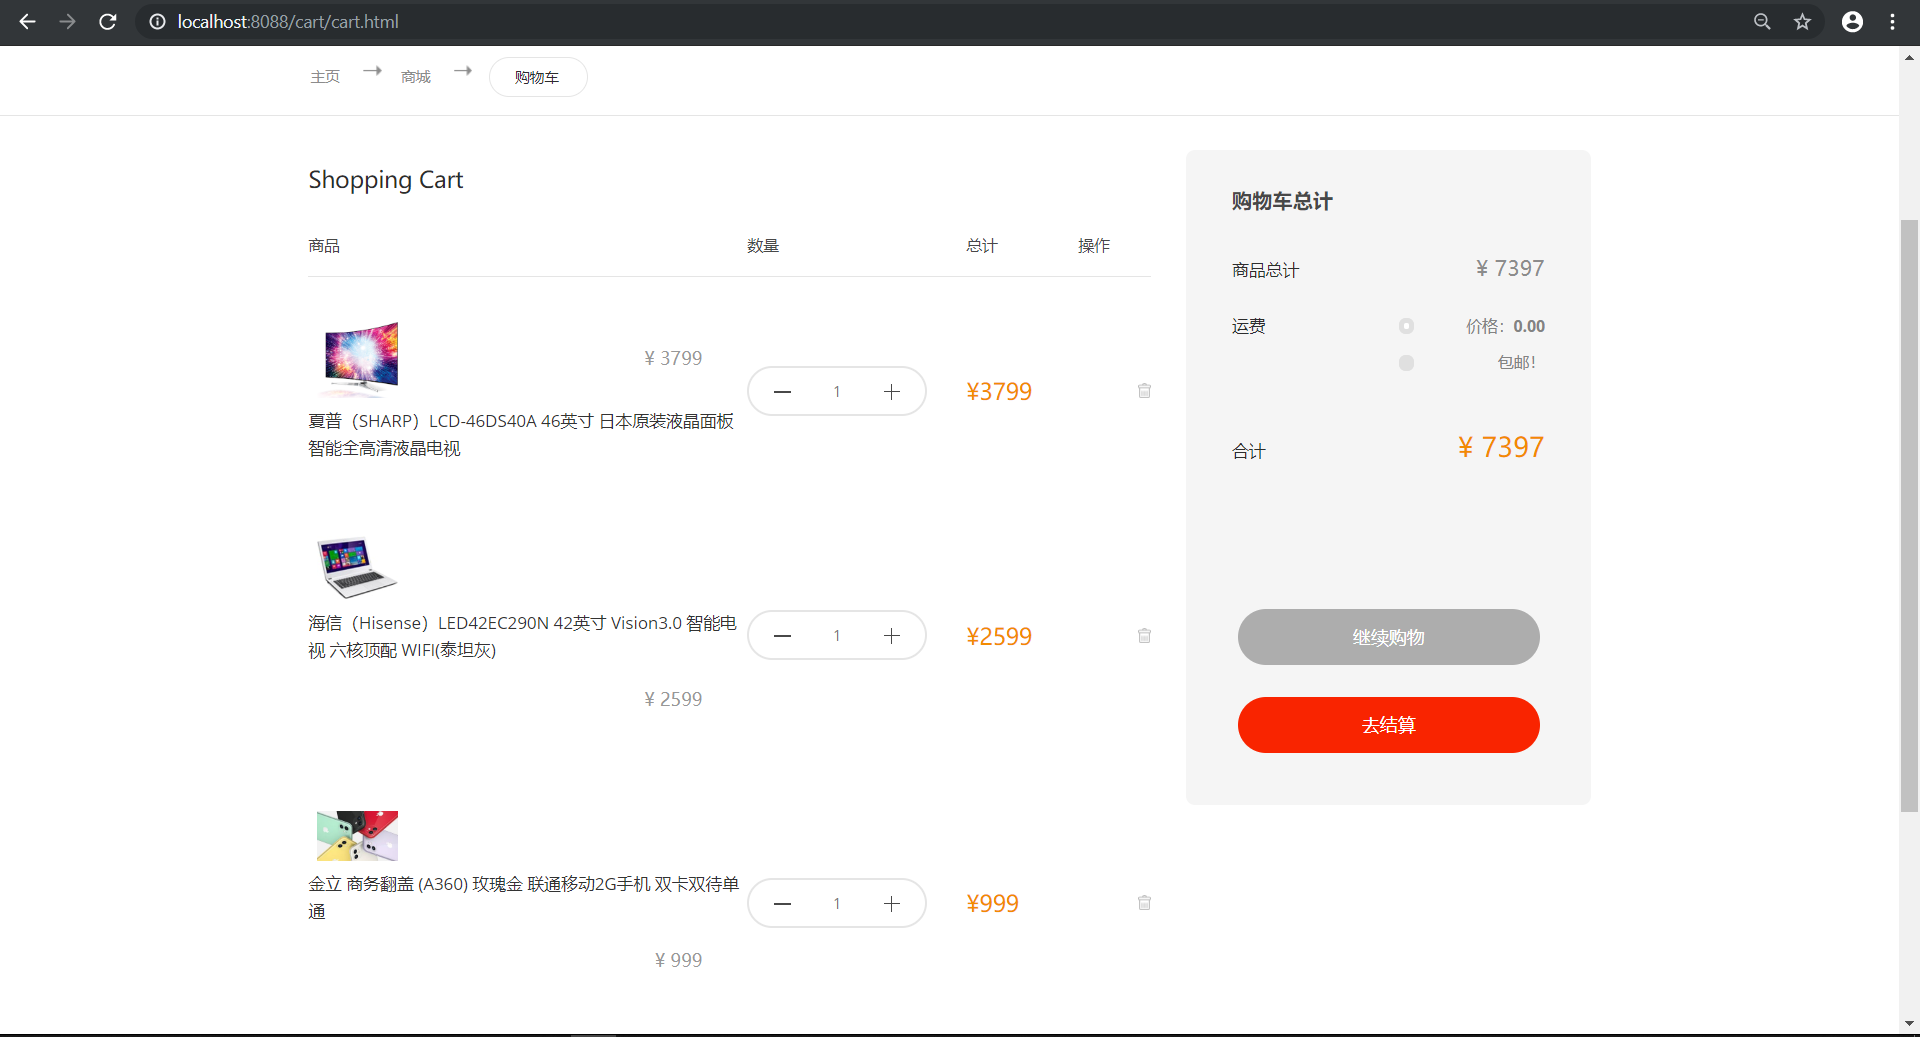 localhost:8088/cart/cart.html
主页 → 商城 → 购物车
Shopping Cart
商品 数量 总计 操作
¥ 3799
夏普（SHARP）LCD-46DS40A 46英寸 日本原装液晶面板
智能全高清液晶电视
1 ¥3799
海信（Hisense）LED42EC290N 42英寸 Vision3.0 智能电
视 六核顶配 WIFI(泰坦灰)
¥ 2599
1 ¥2599
金立 商务翻盖 (A360) 玫瑰金 联通移动2G手机 双卡双待单
通
¥ 999
1 ¥999
购物车总计
商品总计 ¥ 7397
运费 价格：0.00
包邮！
合计 ¥ 7397
继续购物
去结算